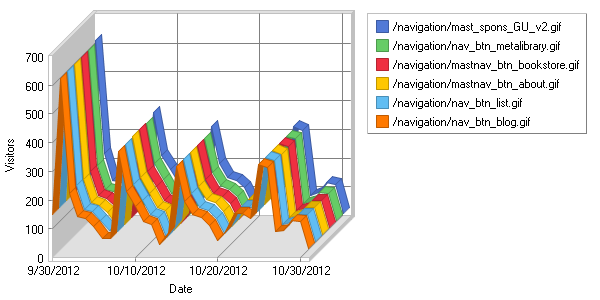 700
600
500
400
300
200
100
0
Visitors
9/30/2012 10/10/2012 10/20/2012 10/30/2012
Date
/navigation/mast_spons_GU_v2.gif
/navigation/nav_btn_metalibrary.gif
/navigation/mastnav_btn_bookstore.gif
/navigation/mastnav_btn_about.gif
/navigation/nav_btn_list.gif
/navigation/nav_btn_blog.gif